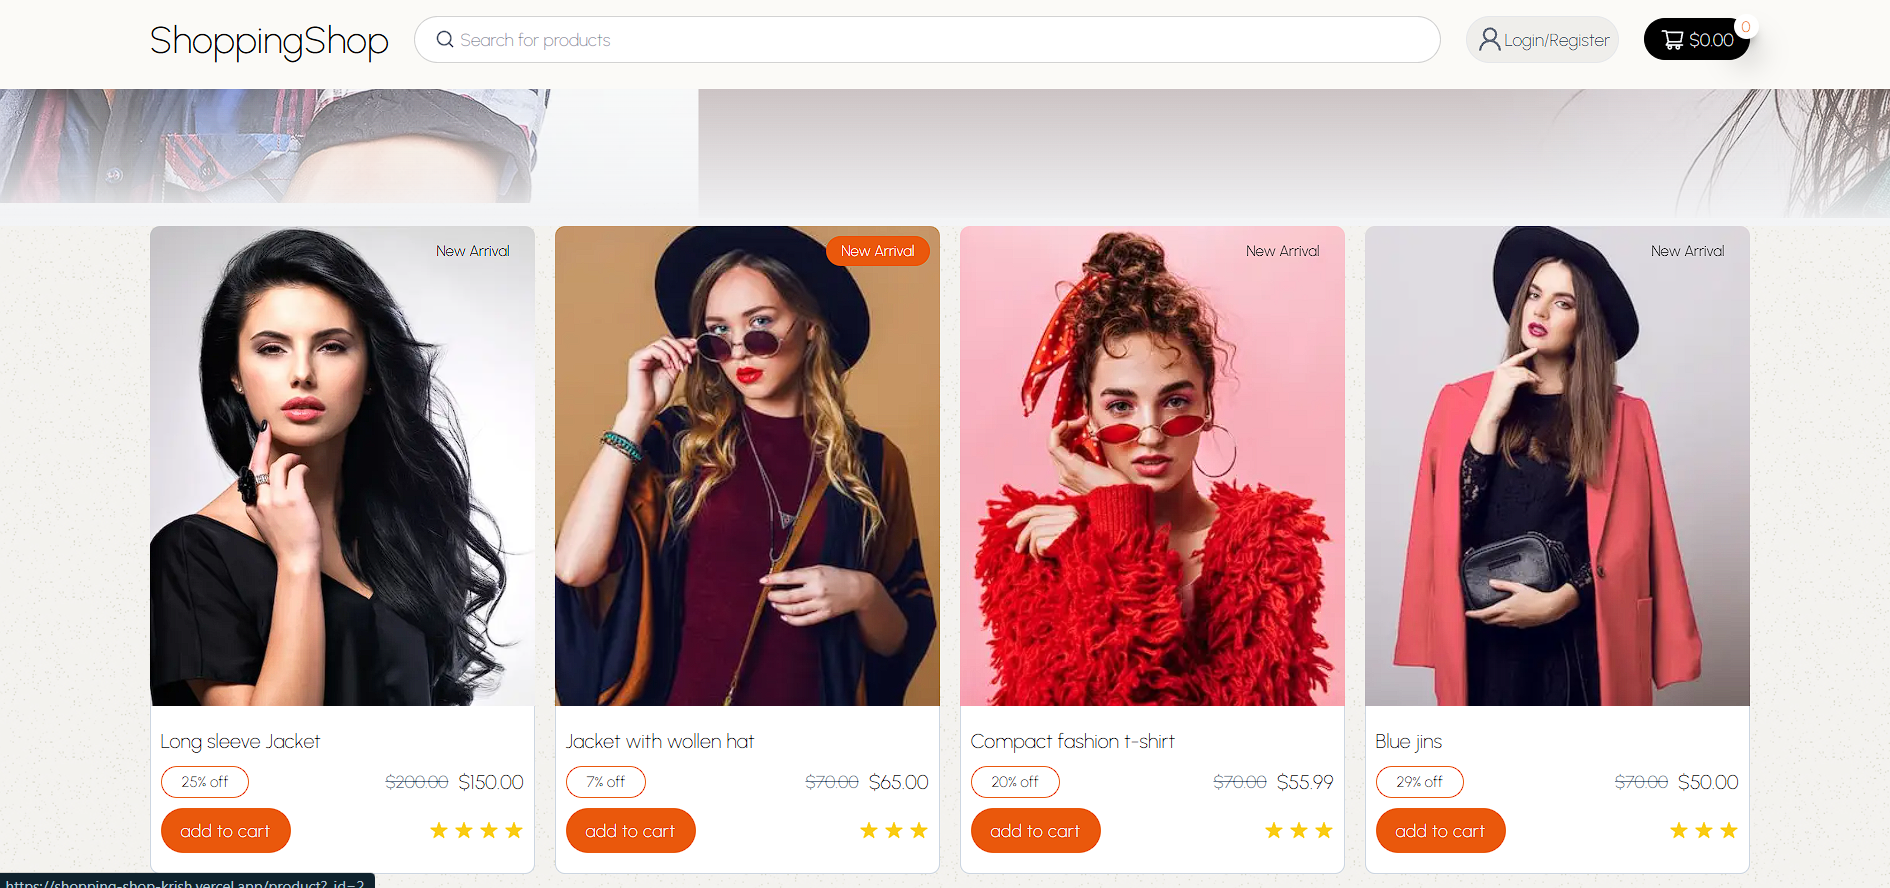 ShoppingShop
Search for products
Login/Register
$0.00
0
New Arrival
New Arrival
New Arrival
New Arrival
Long sleeve Jacket
25% off
$200.00 $150.00
add to cart
Jacket with wollen hat
7% off
$70.00 $65.00
add to cart
Compact fashion t-shirt
20% off
$70.00 $55.99
add to cart
Blue jins
29% off
$70.00 $50.00
add to cart
https://shopping-shop-krish.vercel.app/product?_id=2